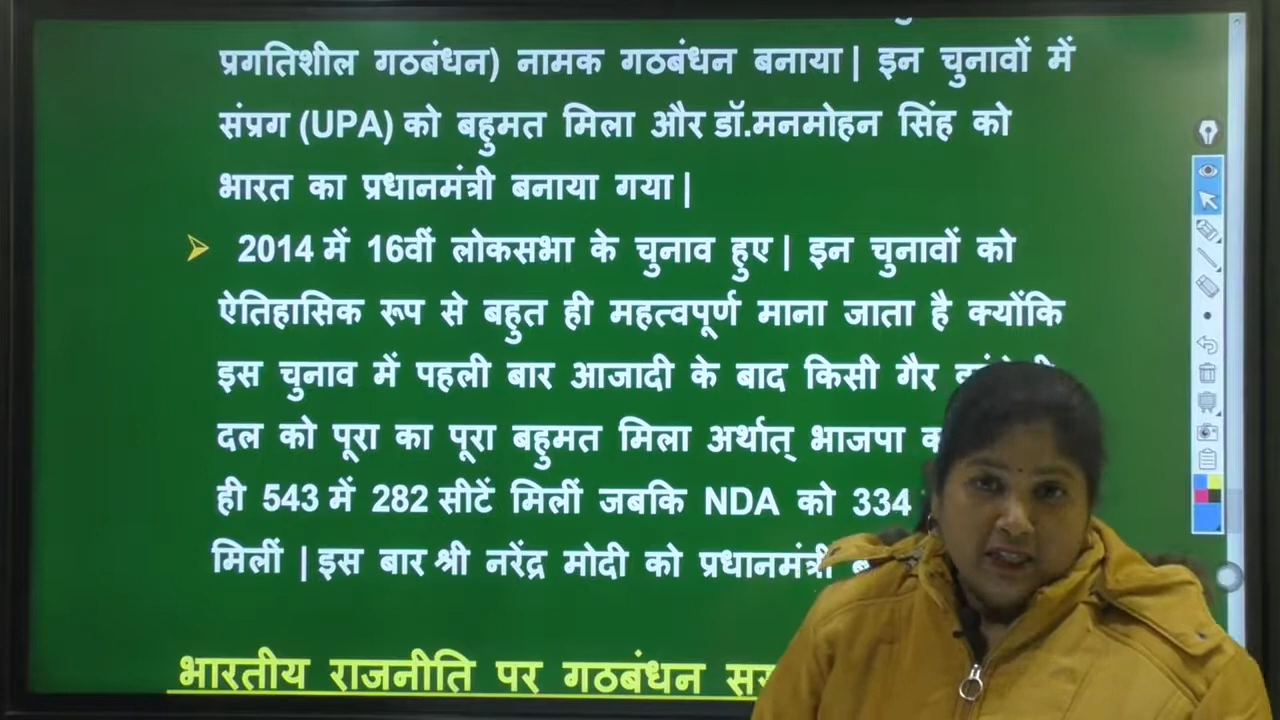 प्रगतिशील गठबंधन) नामक गठबंधन बनाया | इन चुनावों में
संप्रग (UPA) को बहुमत मिला और डॉ.मनमोहन सिंह को
भारत का प्रधानमंत्री बनाया गया |
2014 में 16वीं लोकसभा के चुनाव हुए | इन चुनावों को
ऐतिहासिक रूप से बहुत ही महत्वपूर्ण माना जाता है क्योंकि
इस चुनाव में पहली बार आजादी के बाद किसी गैर
दल को पूरा का पूरा बहुमत मिला अर्थात् भाजपा
ही 543 में 282 सीटें मिलीं जबकि NDA को 334
मिलीं | इस बार श्री नरेंद्र मोदी को प्रधानमंत्री
भारतीय राजनीति पर गठबंधन